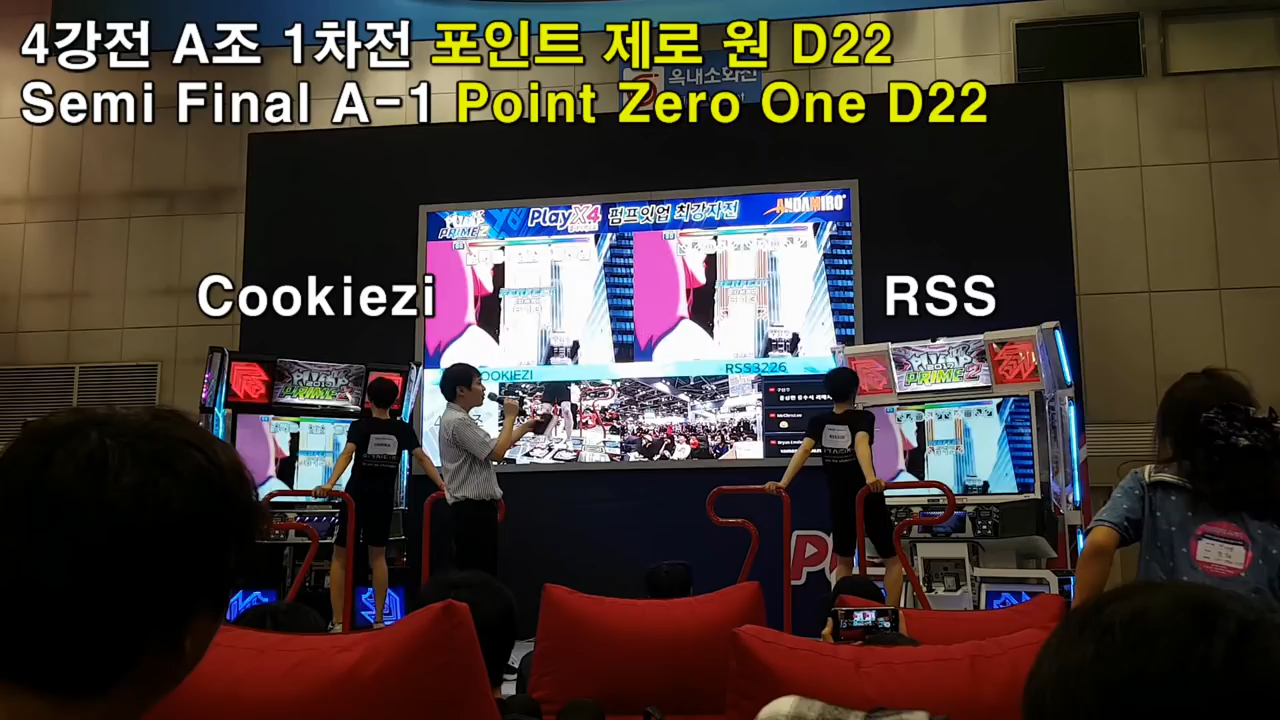 4강전 A조 1차전 포인트 제로 원 D22
옥내소화전
Semi Final A-1 Point Zero One D22
PRIME 2
PlayX4 펌프잇업 최강자전
ANDAMIRO
Cookiezi
RSS
COOKIEZI
RSS3226
PRIME 2
PRIME 2